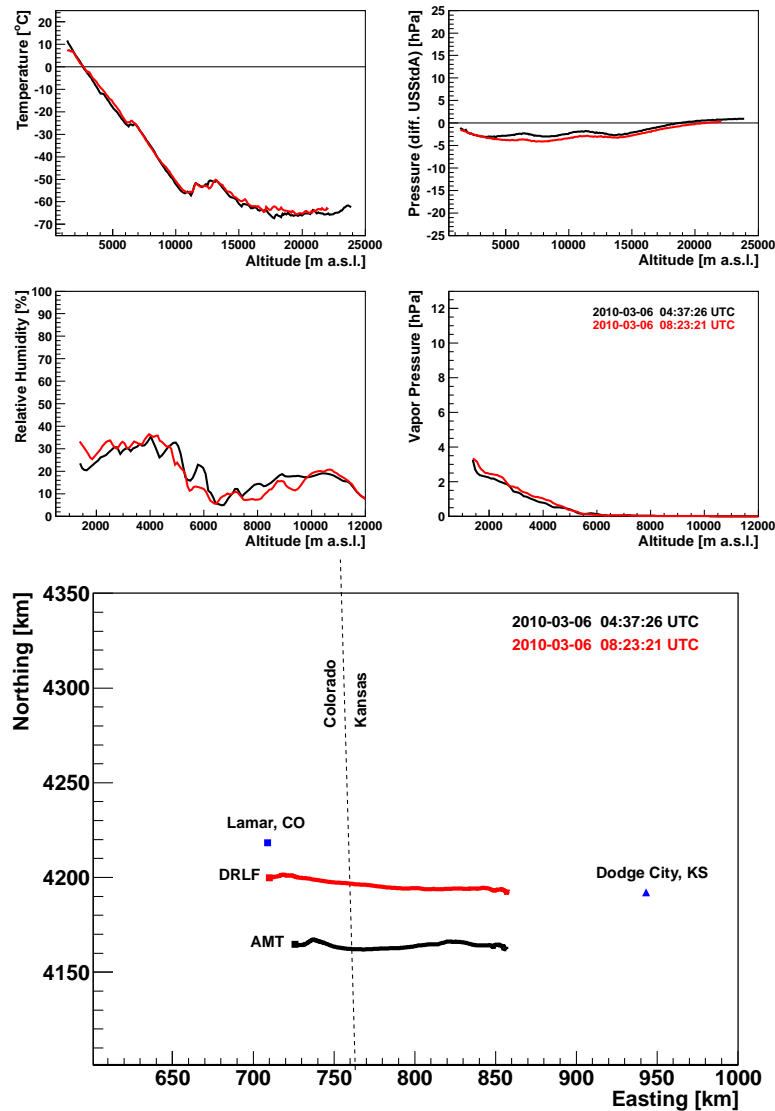 Temperature [°C]
20
10
0
-10
-20
-30
-40
-50
-60
-70
5000 10000 15000 20000 25000
Altitude [m a.s.l.]
Pressure (diff. USStdA) [hPa]
25
20
15
10
5
0
-5
-10
-15
-20
-25
5000 10000 15000 20000 25000
Altitude [m a.s.l.]
Relative Humidity [%]
100
90
80
70
60
50
40
30
20
10
0
2000 4000 6000 8000 10000 12000
Altitude [m a.s.l.]
Vapor Pressure [hPa]
12
10
8
6
4
2
0
2010-03-06 04:37:26 UTC
2010-03-06 08:23:21 UTC
2000 4000 6000 8000 10000 12000
Altitude [m a.s.l.]
Northing [km]
4350
4300
4250
4200
4150
2010-03-06 04:37:26 UTC
2010-03-06 08:23:21 UTC
Colorado
Kansas
Lamar, CO
DRLF
Dodge City, KS
AMT
650 700 750 800 850 900 950 1000
Easting [km]